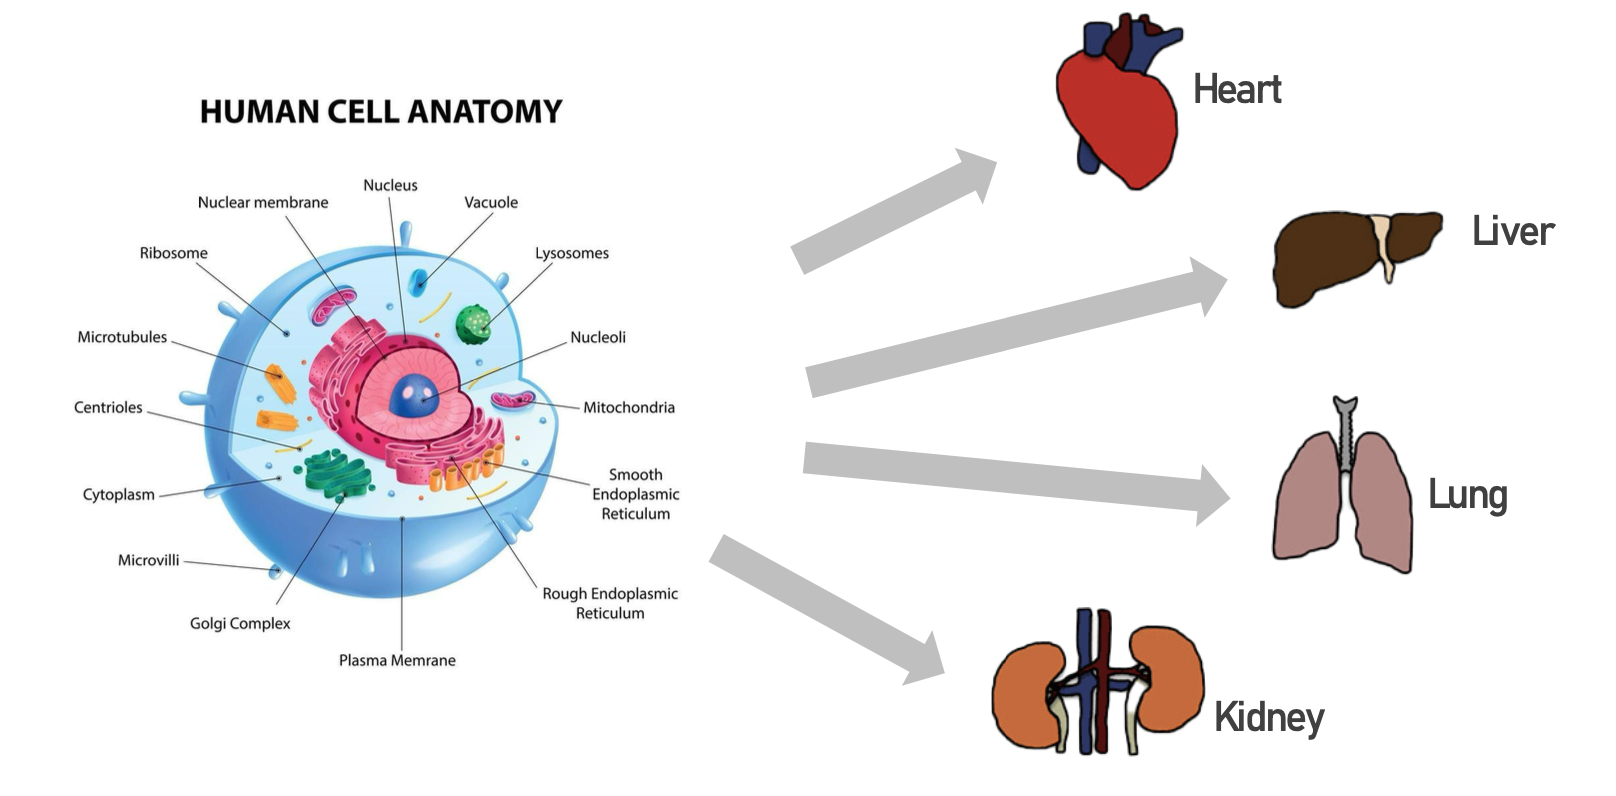 HUMAN CELL ANATOMY
Nucleus
Nuclear membrane
Vacuole
Ribosome
Lysosomes
Microtubules
Nucleoli
Centrioles
Mitochondria
Cytoplasm
Smooth
Endoplasmic
Reticulum
Microvilli
Rough Endoplasmic
Reticulum
Golgi Complex
Plasma Memrane
Heart
Liver
Lung
Kidney